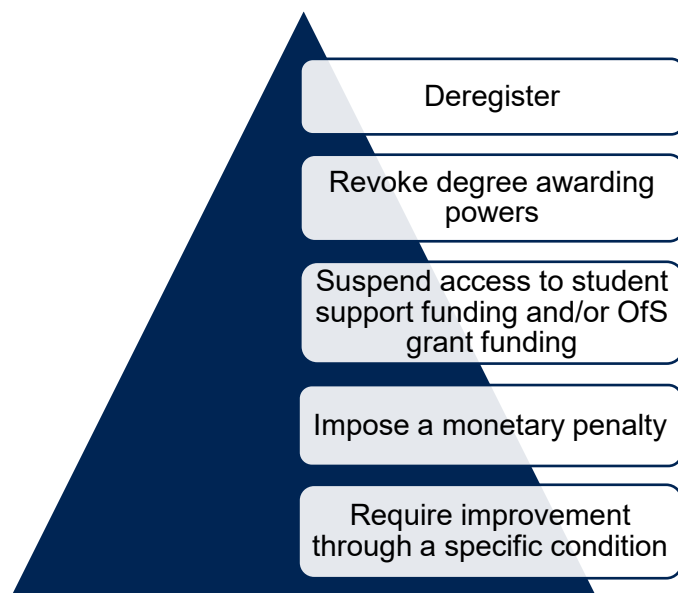 Deregister
Revoke degree awarding
powers
Suspend access to student
support funding and/or OfS
grant funding
Impose a monetary penalty
Require improvement
through a specific condition